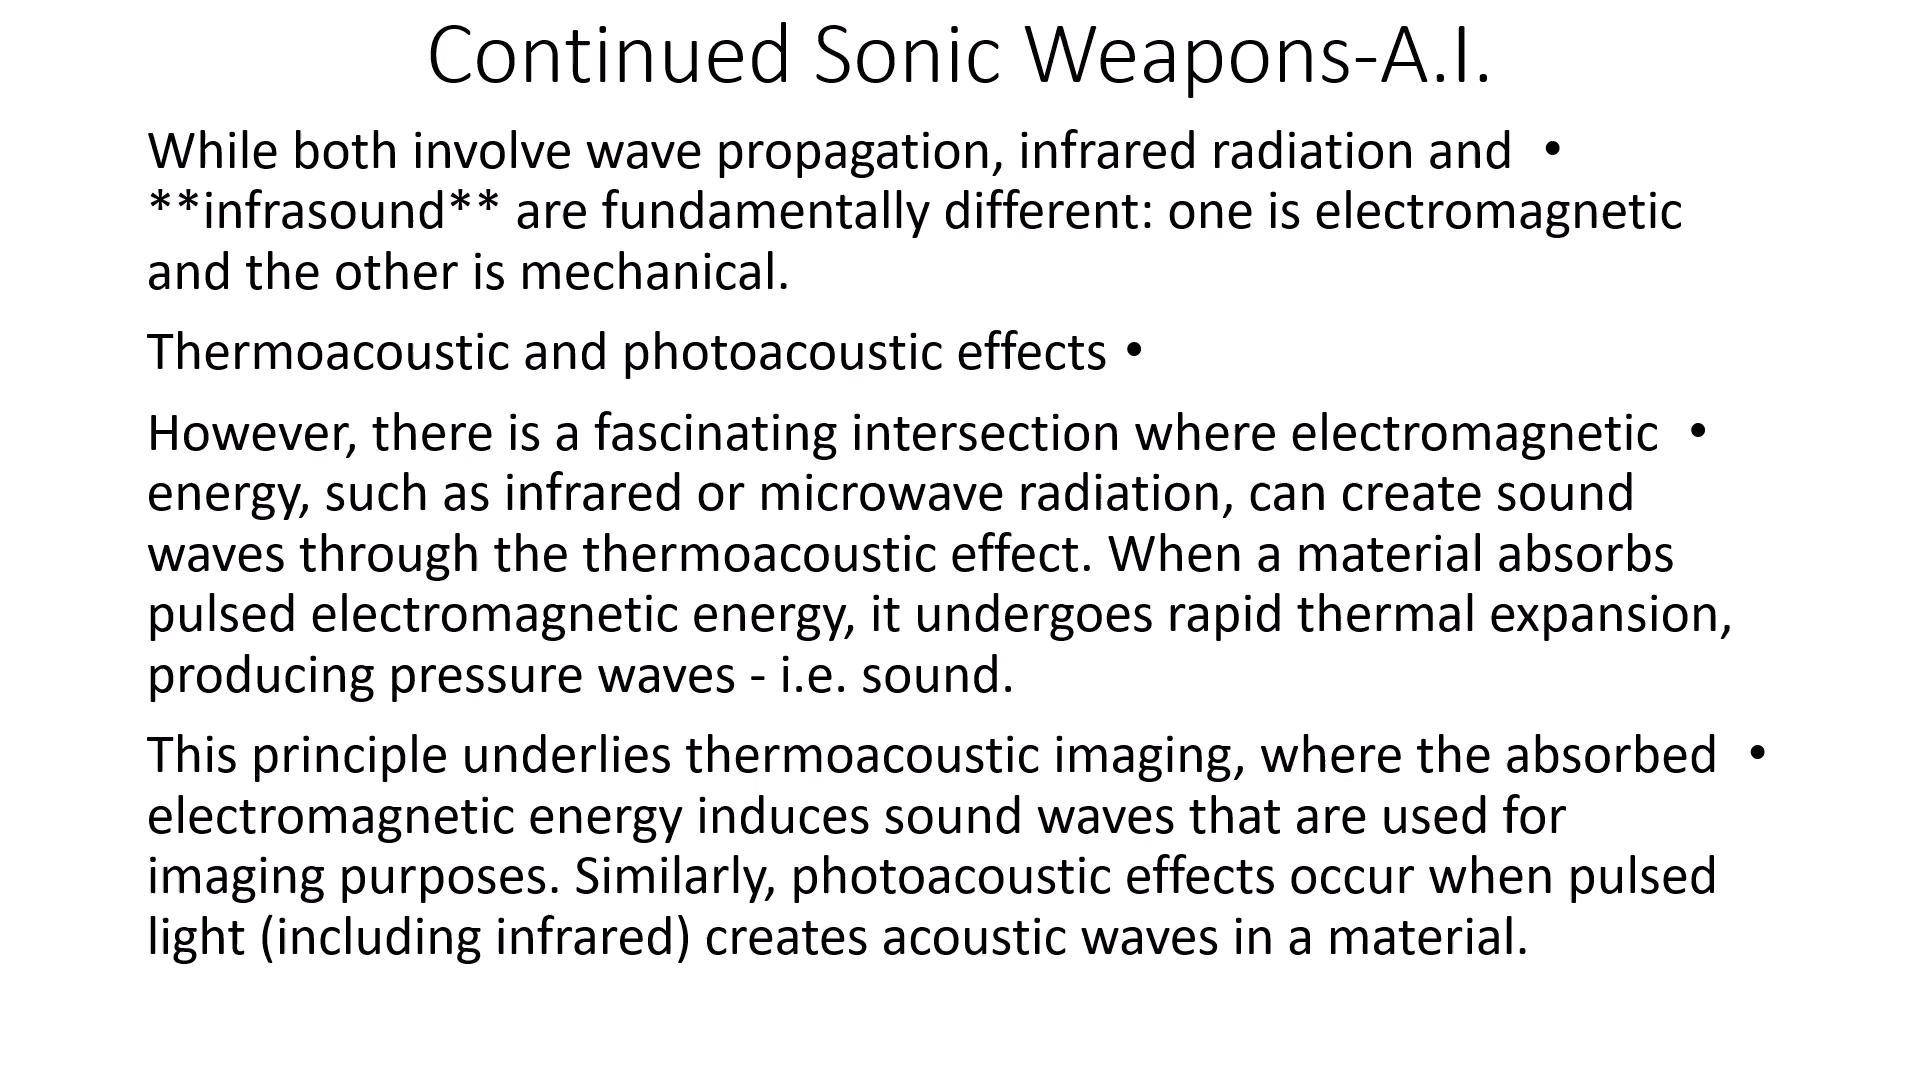 Continued Sonic Weapons-A.I.
While both involve wave propagation, infrared radiation and •
**infrasound** are fundamentally different: one is electromagnetic
and the other is mechanical.
Thermoacoustic and photoacoustic effects •
However, there is a fascinating intersection where electromagnetic •
energy, such as infrared or microwave radiation, can create sound
waves through the thermoacoustic effect. When a material absorbs
pulsed electromagnetic energy, it undergoes rapid thermal expansion,
producing pressure waves - i.e. sound.
This principle underlies thermoacoustic imaging, where the absorbed •
electromagnetic energy induces sound waves that are used for
imaging purposes. Similarly, photoacoustic effects occur when pulsed
light (including infrared) creates acoustic waves in a material.